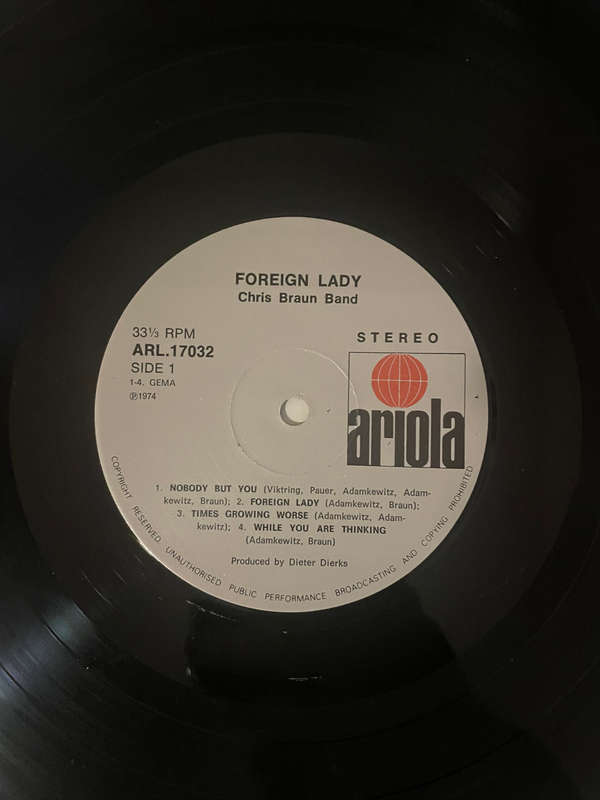 FOREIGN LADY
Chris Braun Band
33⅓ RPM
ARL.17032
SIDE 1
1-4. GEMA
℗1974
STEREO
ariola
1. NOBODY BUT YOU (Viktring, Pauer, Adamkewitz, Adam-
kewitz, Braun); 2. FOREIGN LADY (Adamkewitz, Braun);
3. TIMES GROWING WORSE (Adamkewitz, Adam-
kewitz); 4. WHILE YOU ARE THINKING
(Adamkewitz, Braun)
Produced by Dieter Dierks
COPYRIGHT RESERVED. UNAUTHORISED PUBLIC PERFORMANCE BROADCASTING AND COPYING PROHIBITED